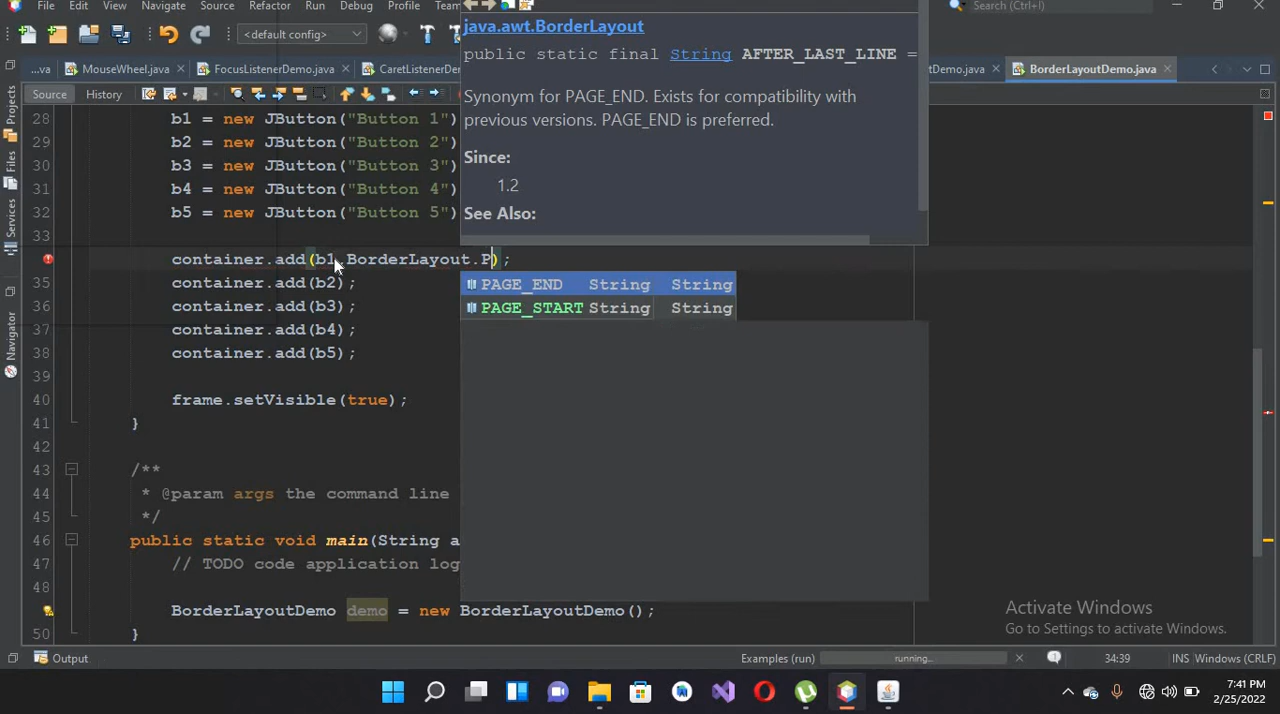 File Edit View Navigate Source Refactor Run Debug Profile Team
Search (Ctrl+I)
<default config>
...va MouseWheel.java FocusListenerDemo.java CaretListenerDem
tDemo.java BorderLayoutDemo.java
Source History
Projects
Files
Services
Navigator
java.awt.BorderLayout
public static final String AFTER_LAST_LINE =
Synonym for PAGE_END. Exists for compatibility with
previous versions. PAGE_END is preferred.
Since:
1.2
See Also:
28 b1 = new JButton("Button 1")
29 b2 = new JButton("Button 2")
30 b3 = new JButton("Button 3")
31 b4 = new JButton("Button 4")
32 b5 = new JButton("Button 5")
33
container.add(b1,BorderLayout.P);
35 container.add(b2);
36 container.add(b3);
37 container.add(b4);
38 container.add(b5);
39
40 frame.setVisible(true);
41 }
42
43 /**
44 * @param args the command line
45 */
46 public static void main(String a
47 // TODO code application log
48
BorderLayoutDemo demo = new BorderLayoutDemo();
50 }
PAGE_END String String
PAGE_START String String
Activate Windows
Go to Settings to activate Windows.
Output
Examples (run) running... 34:39 INS Windows (CRLF)
7:41 PM
2/25/2022